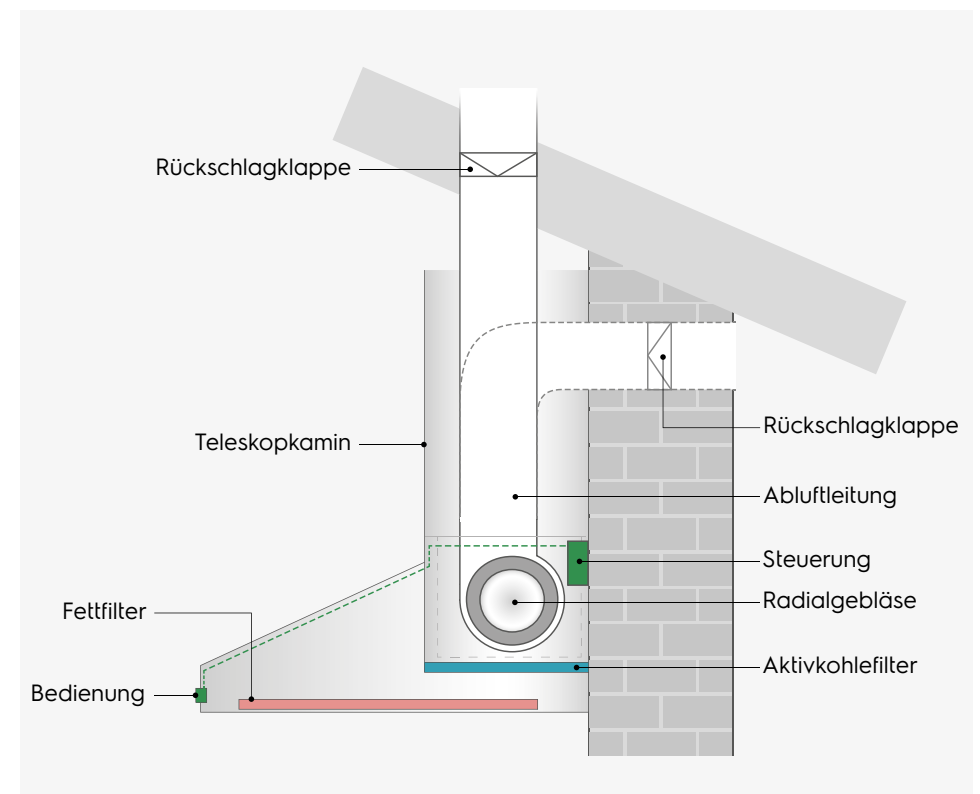 Rückschlagklappe
Rückschlagklappe
Teleskopkamin
Abluftleitung
Steuerung
Radialgebläse
Fettfilter
Aktivkohlefilter
Bedienung